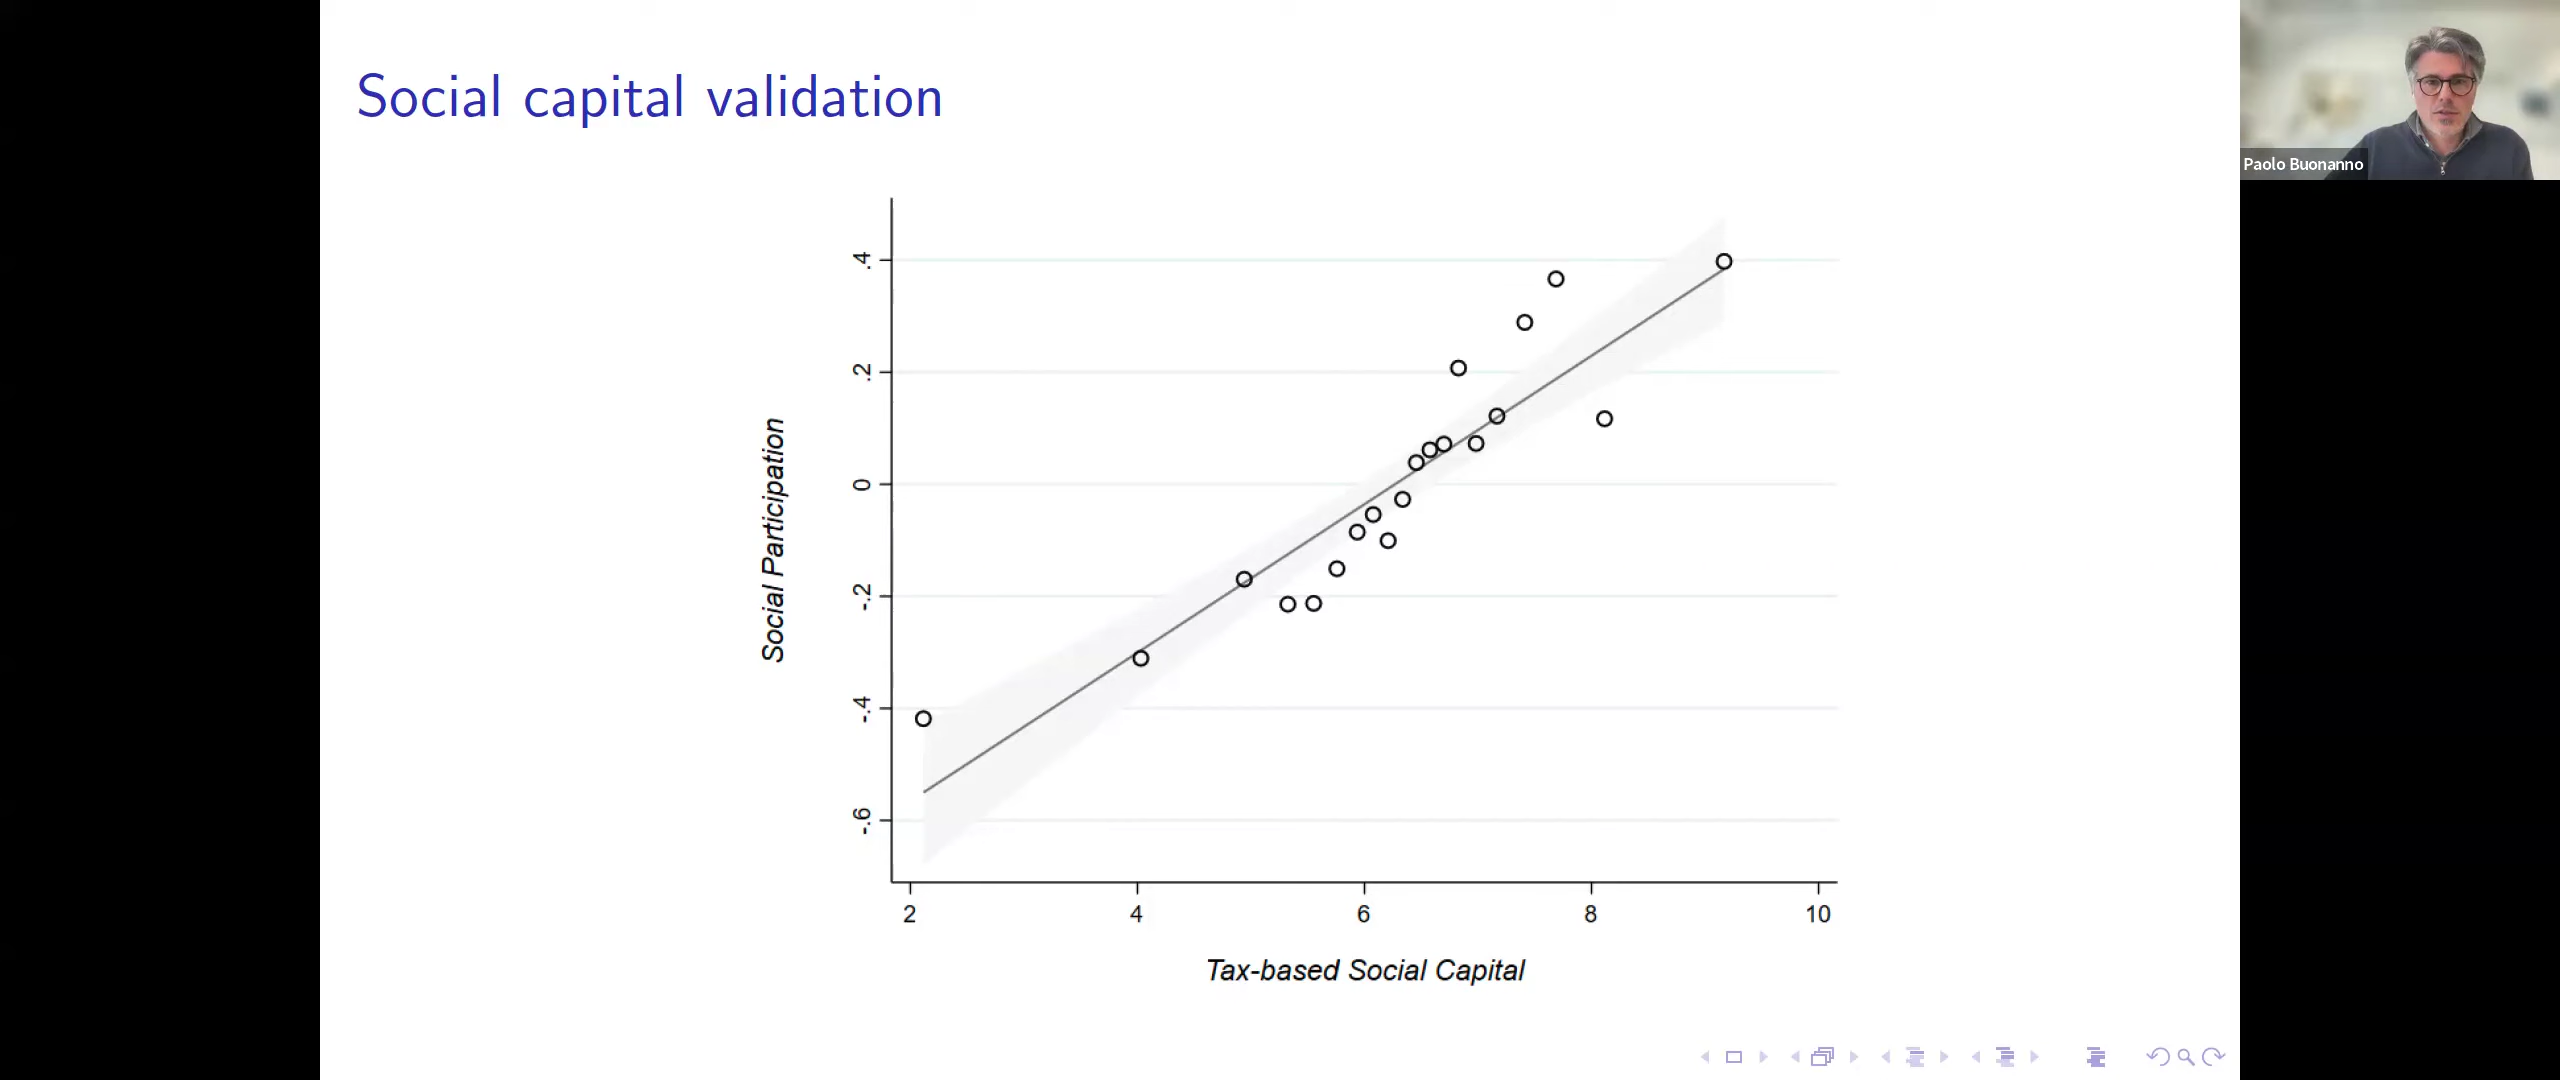 Social capital validation
Paolo Buonanno
.4
.2
0
-.2
-.4
-.6
Social Participation
2 4 6 8 10
Tax-based Social Capital